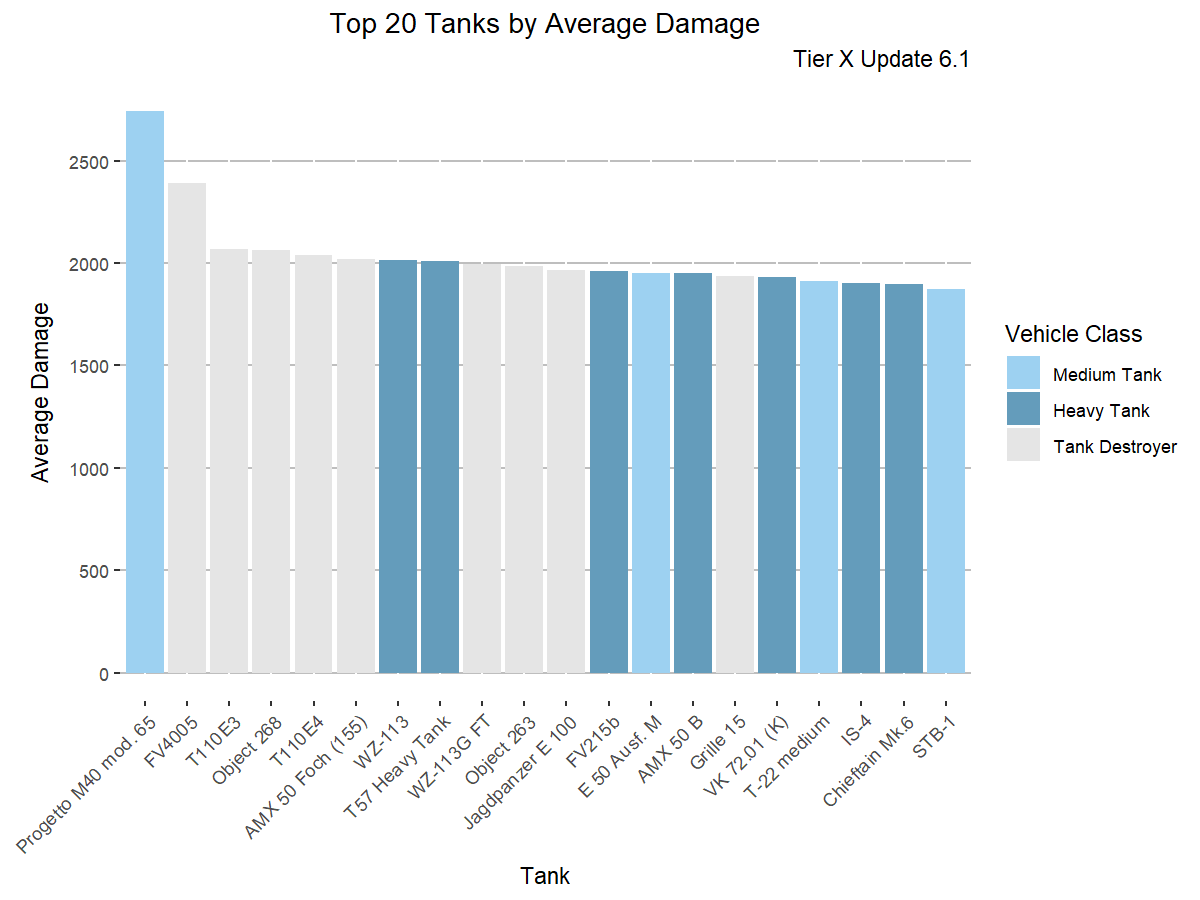 Top 20 Tanks by Average Damage
Tier X Update 6.1
Average Damage
2500
2000
1500
1000
500
0
Progetto M40 mod. 65
FV4005
T110E3
Object 268
T110E4
AMX 50 Foch (155)
WZ-113
T57 Heavy Tank
WZ-113G FT
Object 263
Jagdpanzer E 100
FV215b
E 50 Ausf. M
AMX 50 B
Grille 15
VK 72.01 (K)
T-22 medium
IS-4
Chieftain Mk.6
STB-1
Tank
Vehicle Class
Medium Tank
Heavy Tank
Tank Destroyer